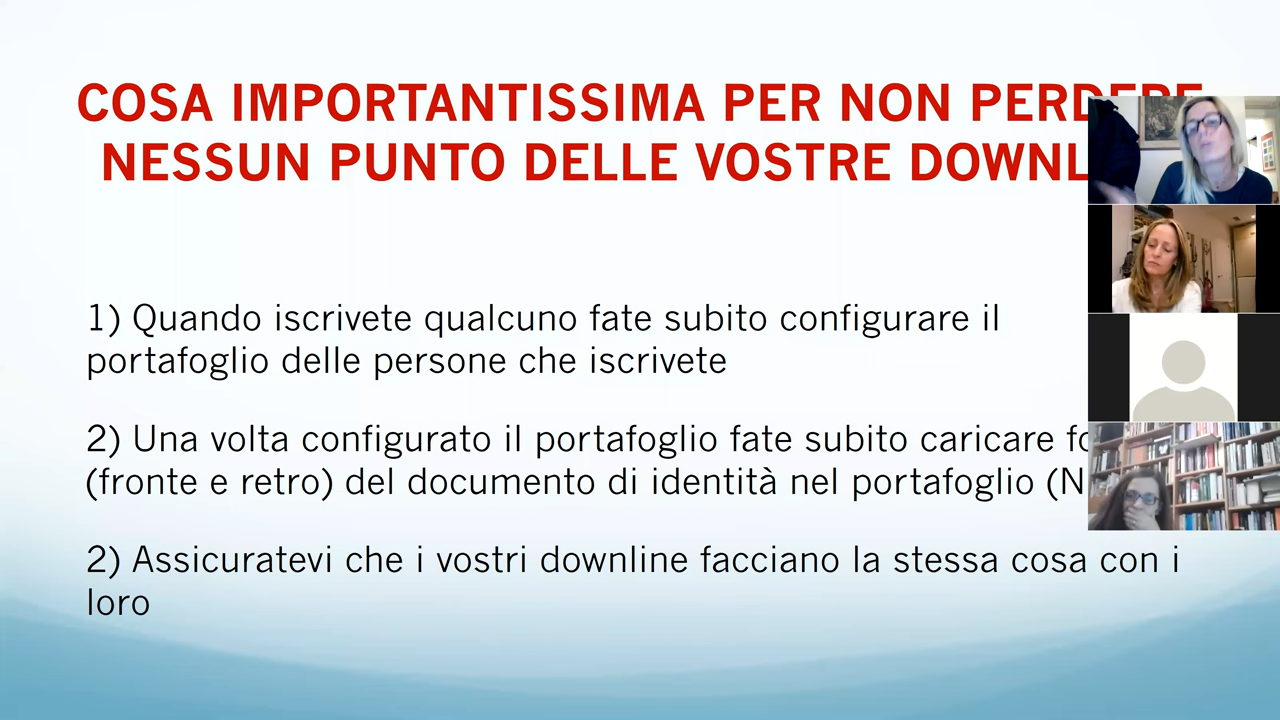 COSA IMPORTANTISSIMA PER NON PERDERE
NESSUN PUNTO DELLE VOSTRE
1) Quando iscrivete qualcuno fate subito configurare il
portafoglio delle persone che iscrivete
2) Una volta configurato il portafoglio fate subito caricare
(fronte e retro) del documento di identità nel portafoglio
2) Assicuratevi che i vostri downline facciano la stessa cosa con i
loro